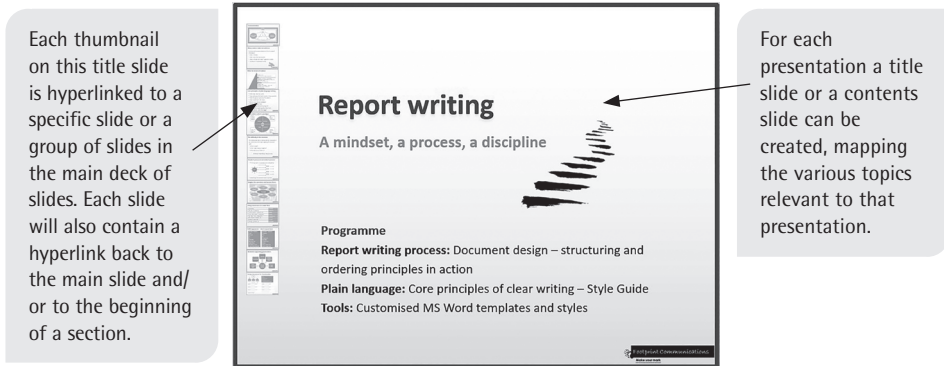 Each thumbnail
on this title slide
is hyperlinked to a
specific slide or a
group of slides in
the main deck of
slides. Each slide
will also contain a
hyperlink back to
the main slide and/
or to the beginning
of a section.
Report writing
A mindset, a process, a discipline
Programme
Report writing process: Document design – structuring and
ordering principles in action
Plain language: Core principles of clear writing – Style Guide
Tools: Customised MS Word templates and styles
Footprint Communications
For each
presentation a title
slide or a contents
slide can be
created, mapping
the various topics
relevant to that
presentation.